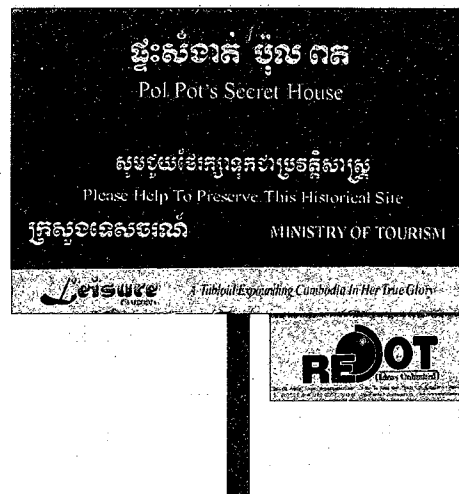 ផ្ទះសំងាត់ ប៉ុល ពត
Pol Pot's Secret House
សូមជួយថែរក្សាទុកជាប្រវត្តិសាស្ត្រ
Please Help To Preserve This Historical Site
ក្រសួងទេសចរណ៍ MINISTRY OF TOURISM
Leisure A Tabloid Expounding Cambodia In Her True Glory
CAMBODIA
REDOT
(Ideas Unlimited)